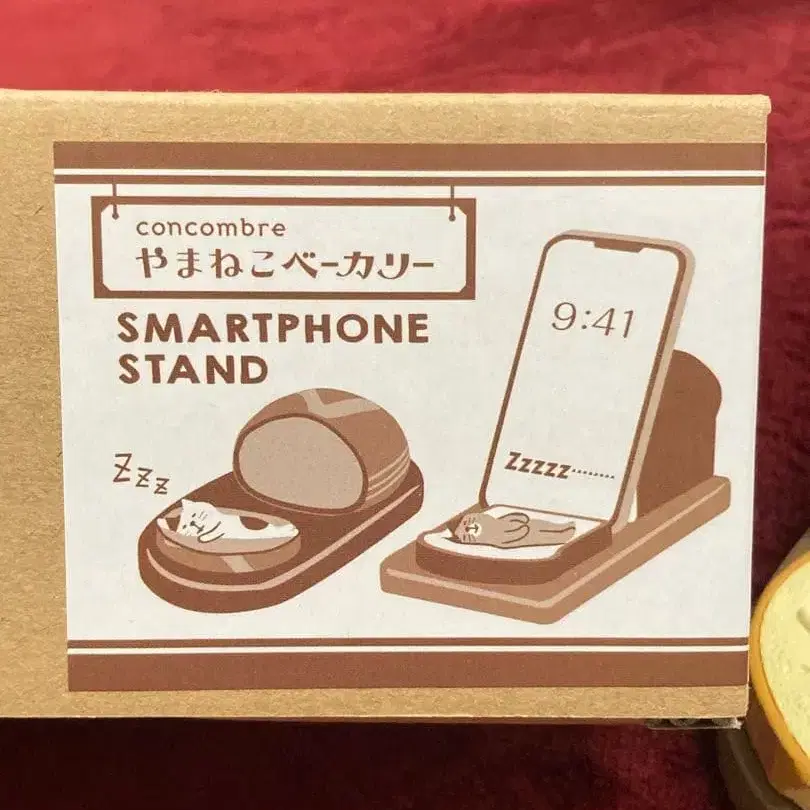 concombre
やまねこベーカリー
SMARTPHONE
STAND
Zzz
9:41
Zzzzz........